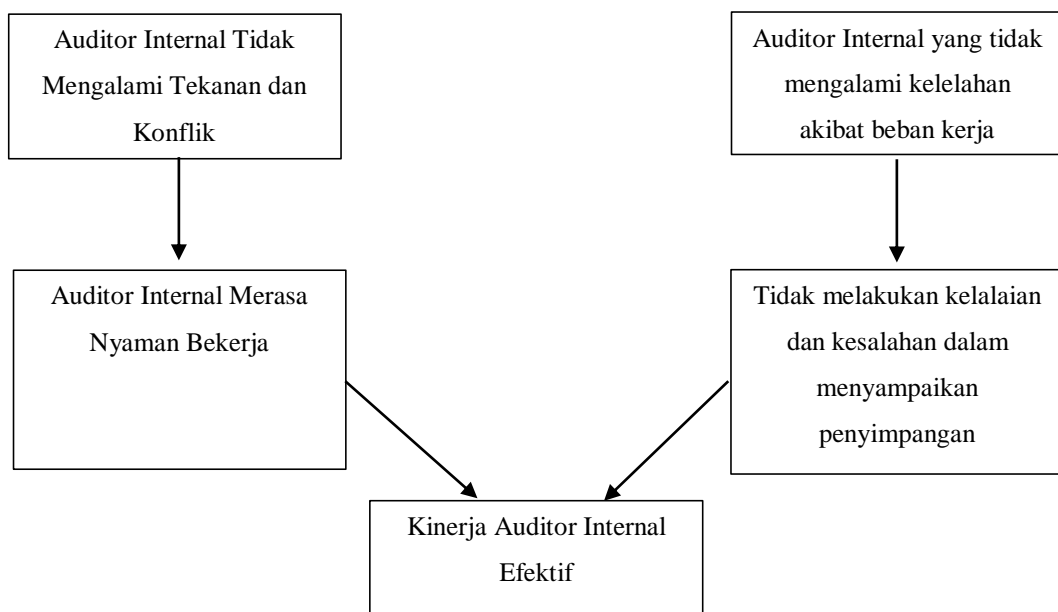 Auditor Internal Tidak
Mengalami Tekanan dan
Konflik
Auditor Internal yang tidak
mengalami kelelahan
akibat beban kerja
Auditor Internal Merasa
Nyaman Bekerja
Tidak melakukan kelalaian
dan kesalahan dalam
menyampaikan
penyimpangan
Kinerja Auditor Internal
Efektif